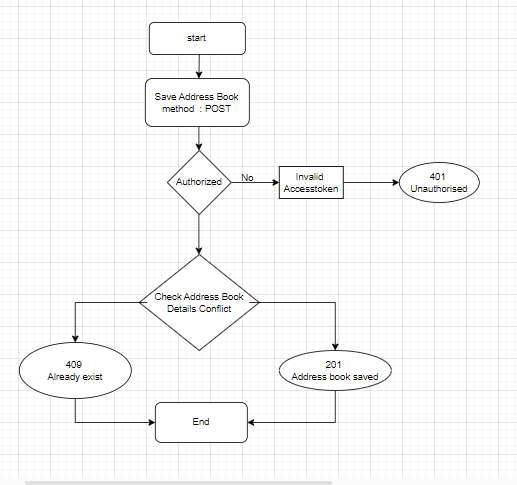 start
Save Address Book
method : POST
Authorized
No
Invalid
Accesstoken
401
Unauthorised
Check Address Book
Details Conflict
409
Already exist
201
Address book saved
End